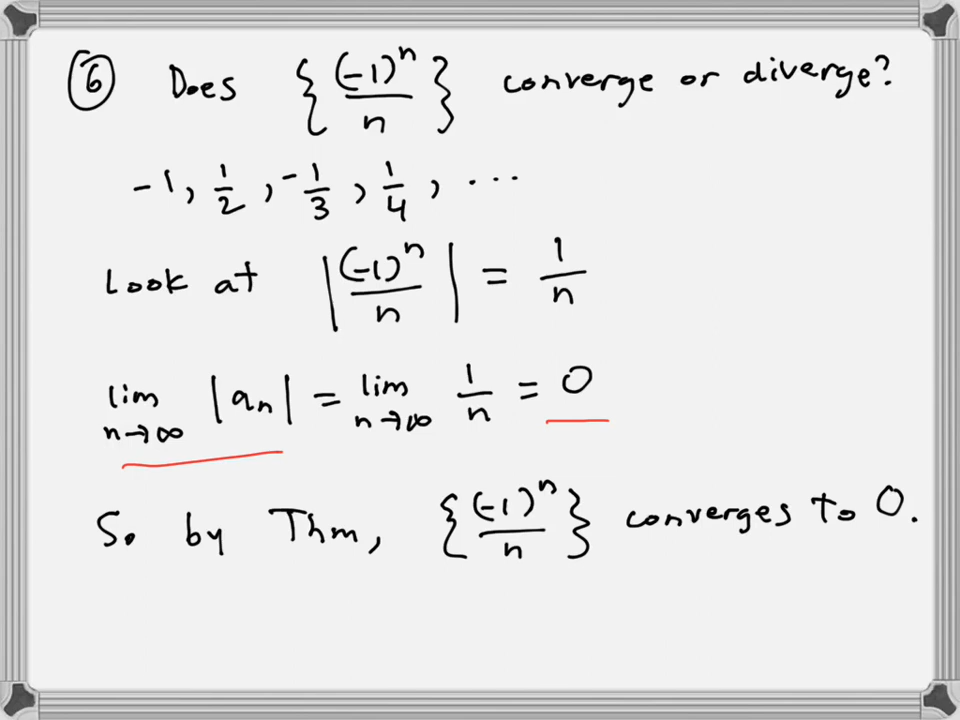 ⑥ Does {(-1)^n/n} converge or diverge?
-1, 1/2, -1/3, 1/4, ...
Look at |(-1)^n/n| = 1/n
lim n→∞ |a_n| = lim n→∞ 1/n = 0
So by Thm, {(-1)^n/n} converges to 0.